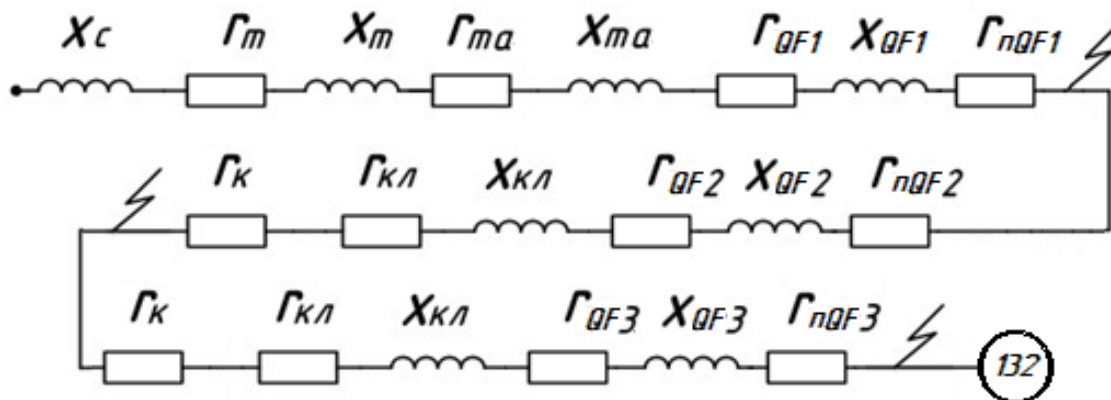 xс rт xт rта xта rQF1 xQF1 rпQF1
rк rкл xкл rQF2 xQF2 rпQF2
rк rкл xкл rQF3 xQF3 rпQF3
132